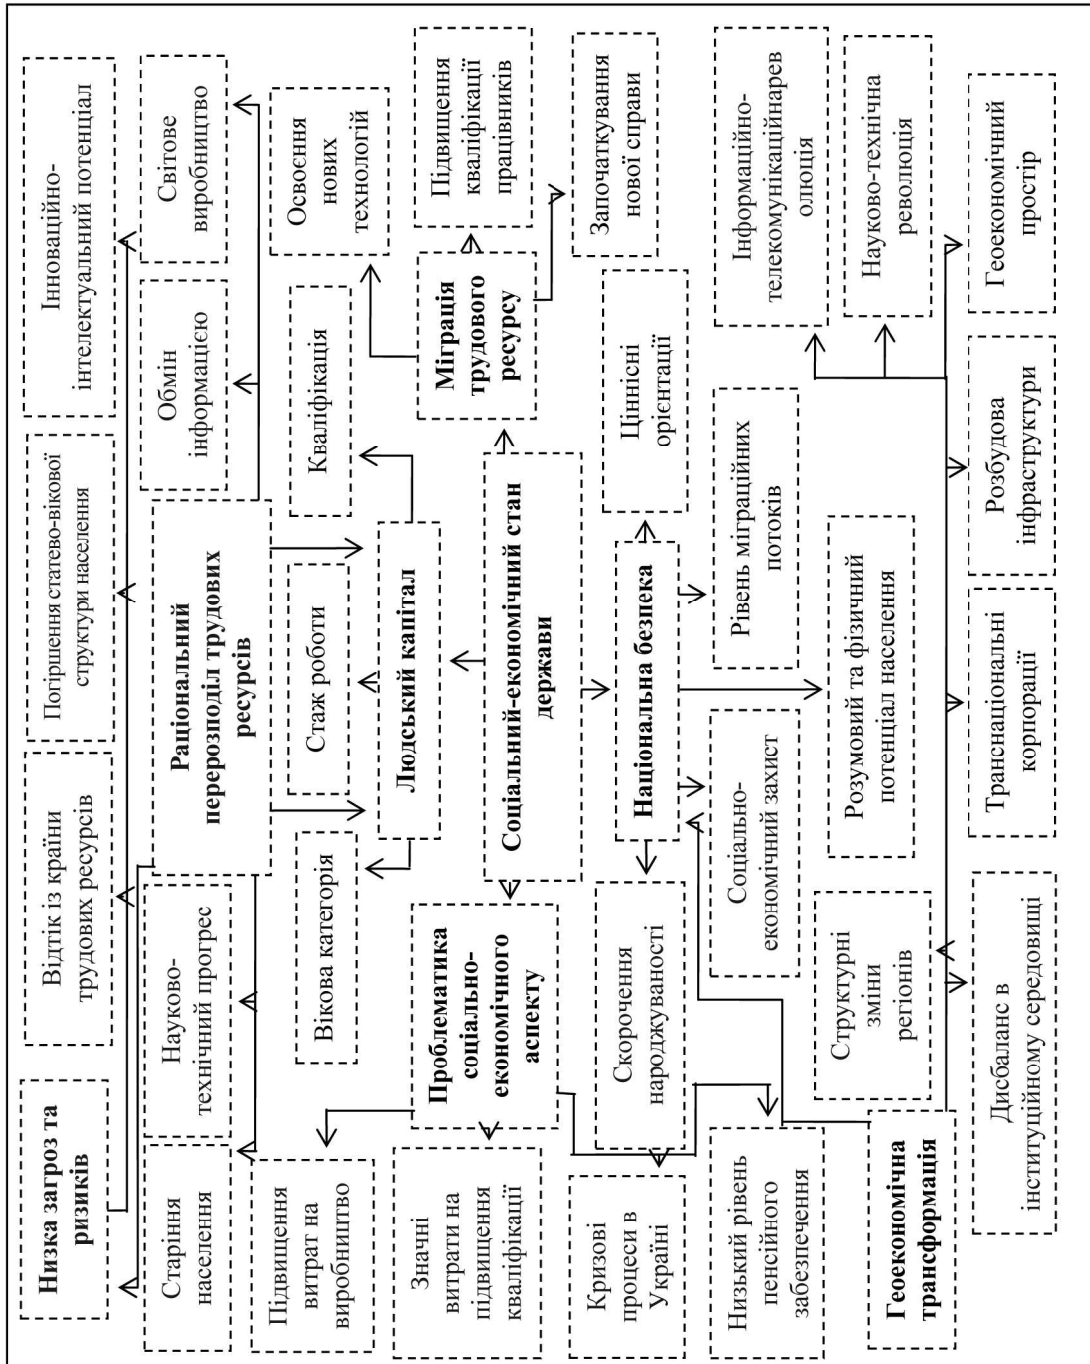 Низка загроз та
ризиків
Відтік із країни
трудових ресурсів
Погіршення статево-вікової
структури населення
Інноваційно-
інтелектуальний потенціал
Старіння
населення
Науково-
технічний прогрес
Раціональний
перерозподіл трудових
ресурсів
Обмін
інформацією
Світове
виробництво
Підвищення
витрат на
виробництво
Вікова категорія
Стаж роботи
Кваліфікація
Освоєння
нових
технологій
Людський капітал
Значні
витрати на
підвищення
кваліфікації
Проблематика
соціально-
економічного
аспекту
Соціальний-економічний стан
держави
Міграція
трудового
ресурсу
Підвищення
кваліфікації
працівників
Кризові
процеси в
Україні
Скорочення
народжуваності
Національна безпека
Ціннісні
орієнтації
Започаткування
нової справи
Низький рівень
пенсійного
забезпечення
Соціально-
економічний захист
Рівень міграційних
потоків
Інформаційно-
телекомунікаційнарев
олюція
Структурні
зміни
регіонів
Розумовий та фізичний
потенціал населення
Науково-технічна
революція
Геоекономічна
трансформація
Дисбаланс в
інституційному середовищі
Транснаціональні
корпорації
Розбудова
інфраструктури
Геоекономічний
простір